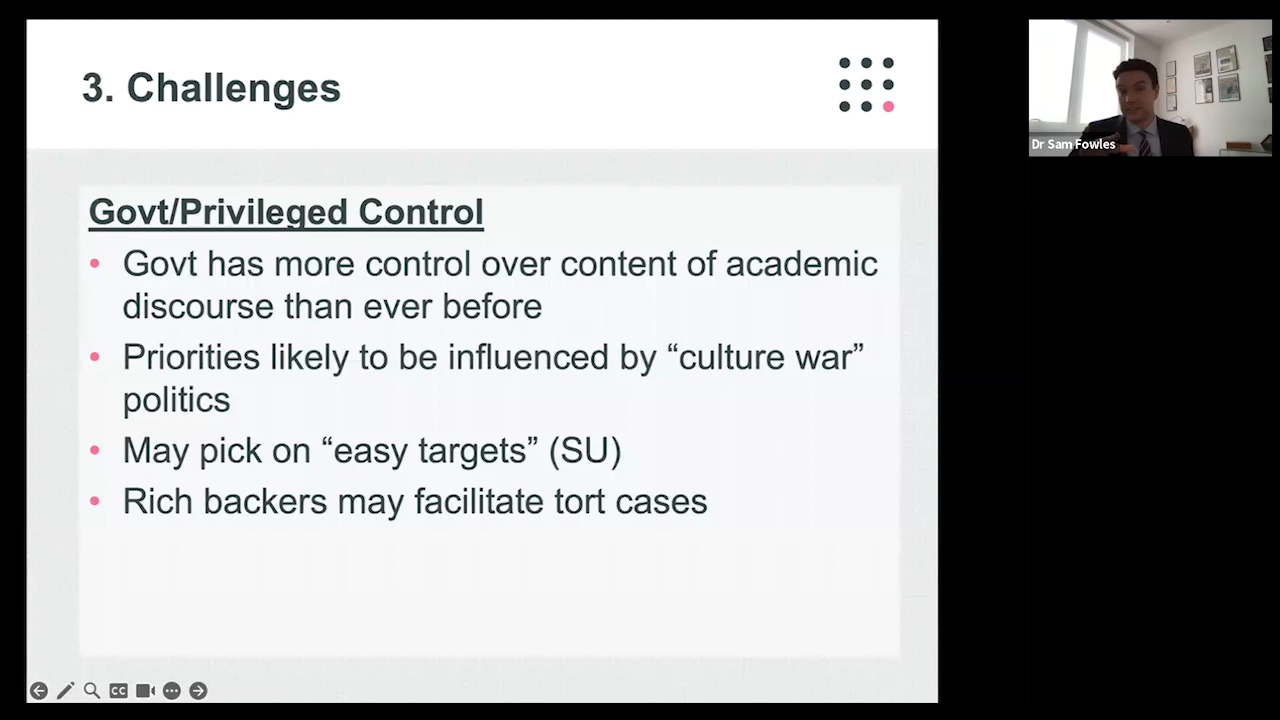 3. Challenges
Govt/Privileged Control
• Govt has more control over content of academic
discourse than ever before
• Priorities likely to be influenced by “culture war”
politics
• May pick on “easy targets” (SU)
• Rich backers may facilitate tort cases
CC
Dr Sam Fowles